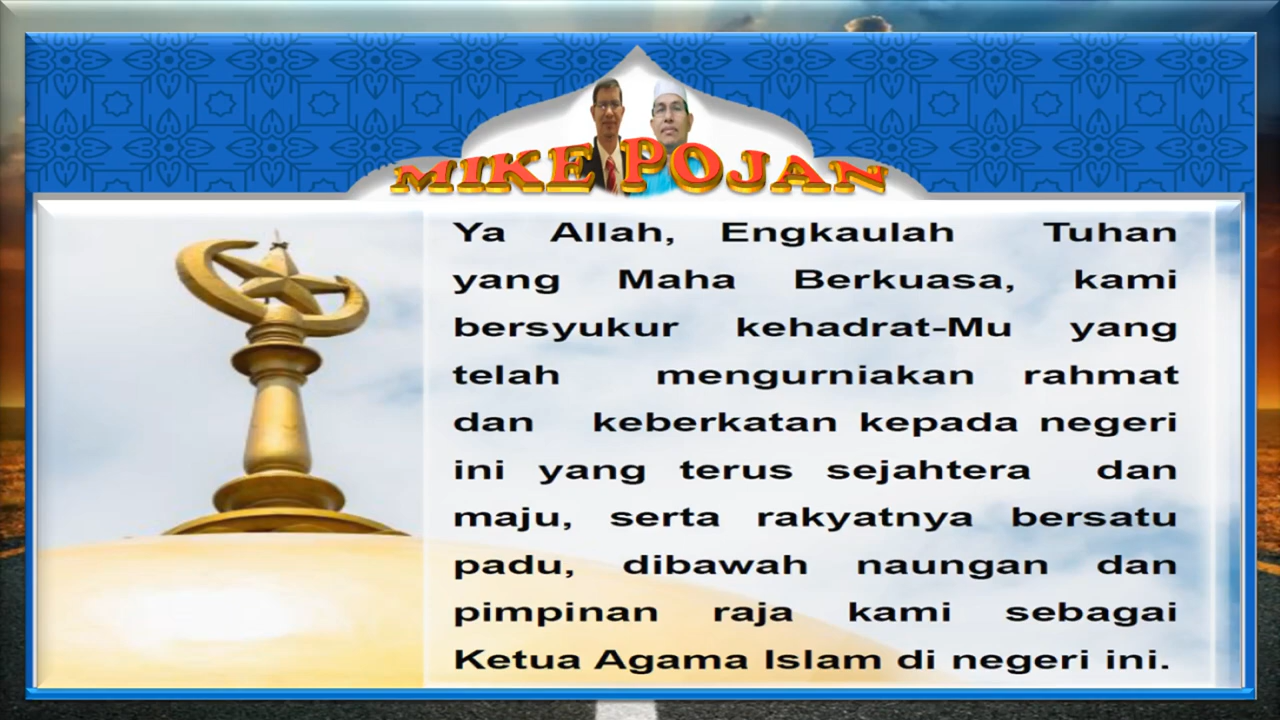 MIKE POJAN
Ya Allah, Engkaulah Tuhan
yang Maha Berkuasa, kami
bersyukur kehadrat-Mu yang
telah mengurniakan rahmat
dan keberkatan kepada negeri
ini yang terus sejahtera dan
maju, serta rakyatnya bersatu
padu, dibawah naungan dan
pimpinan raja kami sebagai
Ketua Agama Islam di negeri ini.